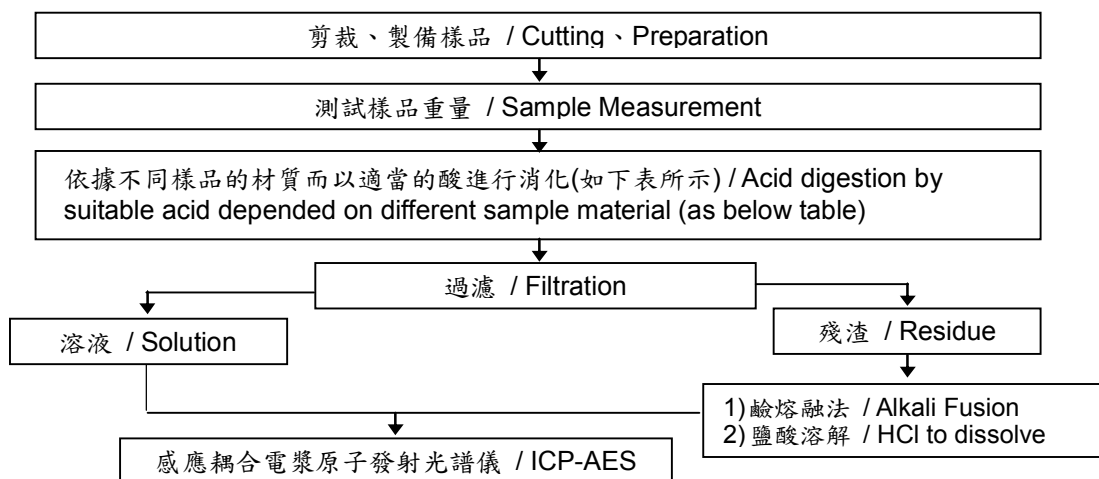 剪裁、製備樣品 / Cutting、Preparation
測試樣品重量 / Sample Measurement
依據不同樣品的材質而以適當的酸進行消化(如下表所示) / Acid digestion by
suitable acid depended on different sample material (as below table)
過濾 / Filtration
溶液 / Solution
殘渣 / Residue
1) 鹼熔融法 / Alkali Fusion
2) 鹽酸溶解 / HCl to dissolve
感應耦合電漿原子發射光譜儀 / ICP-AES